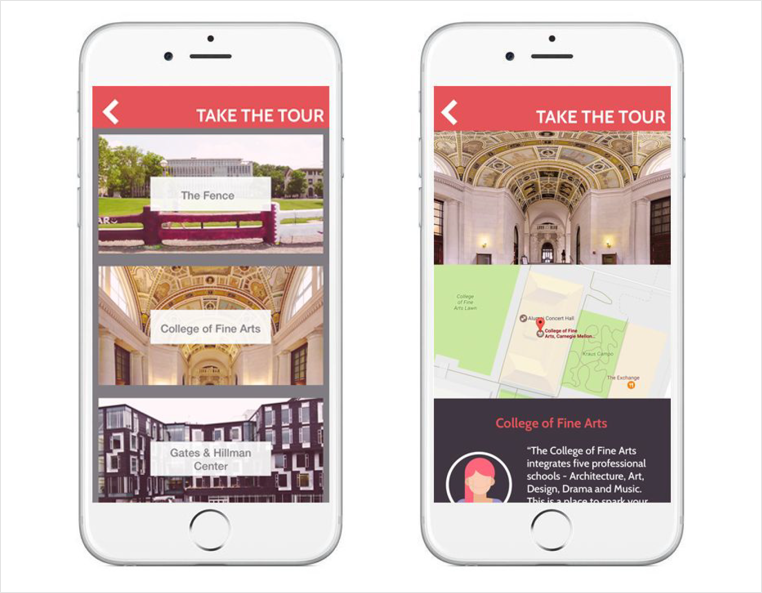 TAKE THE TOUR
The Fence
College of Fine Arts
Gates & Hillman
Center
TAKE THE TOUR
College
of Fine
Arts Lawn
Alumni Concert Hall
College of Fine
Arts, Carnegie Mellon...
Kraus Campo
The Exchange
College of Fine Arts
"The College of Fine Arts
integrates five professional
schools - Architecture, Art,
Design, Drama and Music.
This is a place to spark your